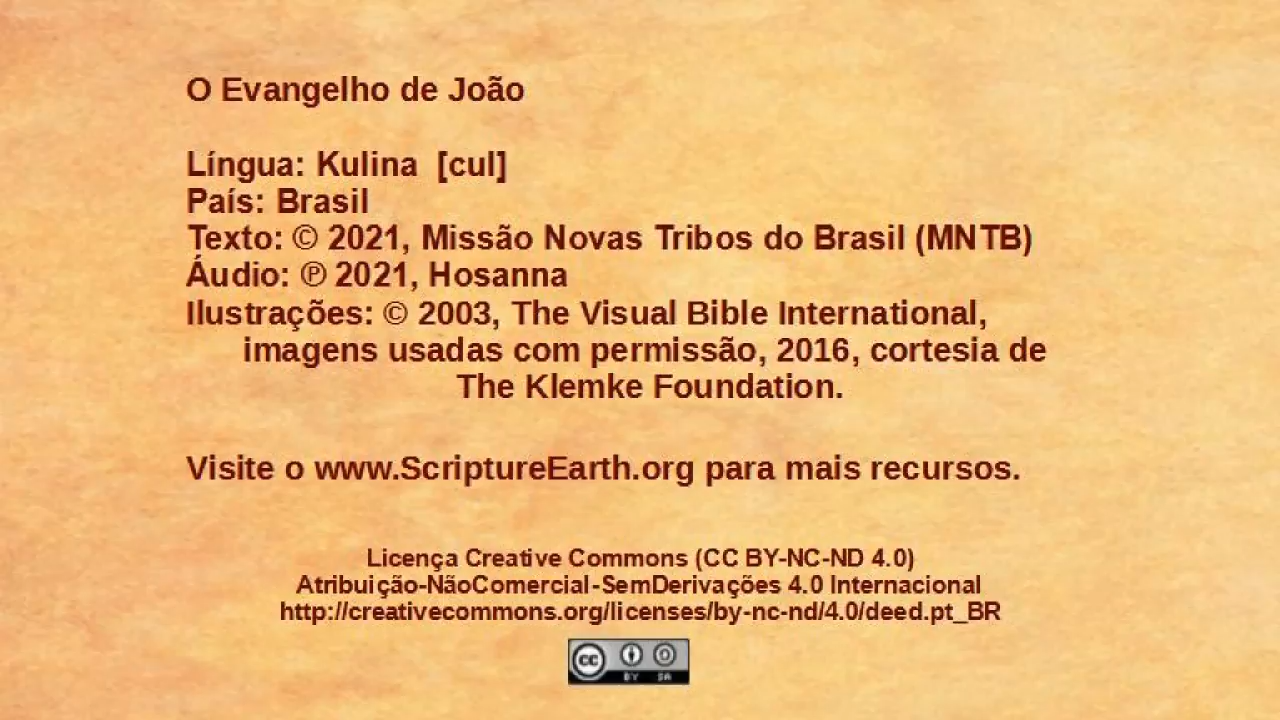 O Evangelho de João
Língua: Kulina [cul]
País: Brasil
Texto: © 2021, Missão Novas Tribos do Brasil (MNTB)
Áudio: ℗ 2021, Hosanna
Ilustrações: © 2003, The Visual Bible International,
imagens usadas com permissão, 2016, cortesia de
The Klemke Foundation.
Visite o www.ScriptureEarth.org para mais recursos.
Licença Creative Commons (CC BY-NC-ND 4.0)
Atribuição-NãoComercial-SemDerivações 4.0 Internacional
http://creativecommons.org/licenses/by-nc-nd/4.0/deed.pt_BR
cc
BY SA